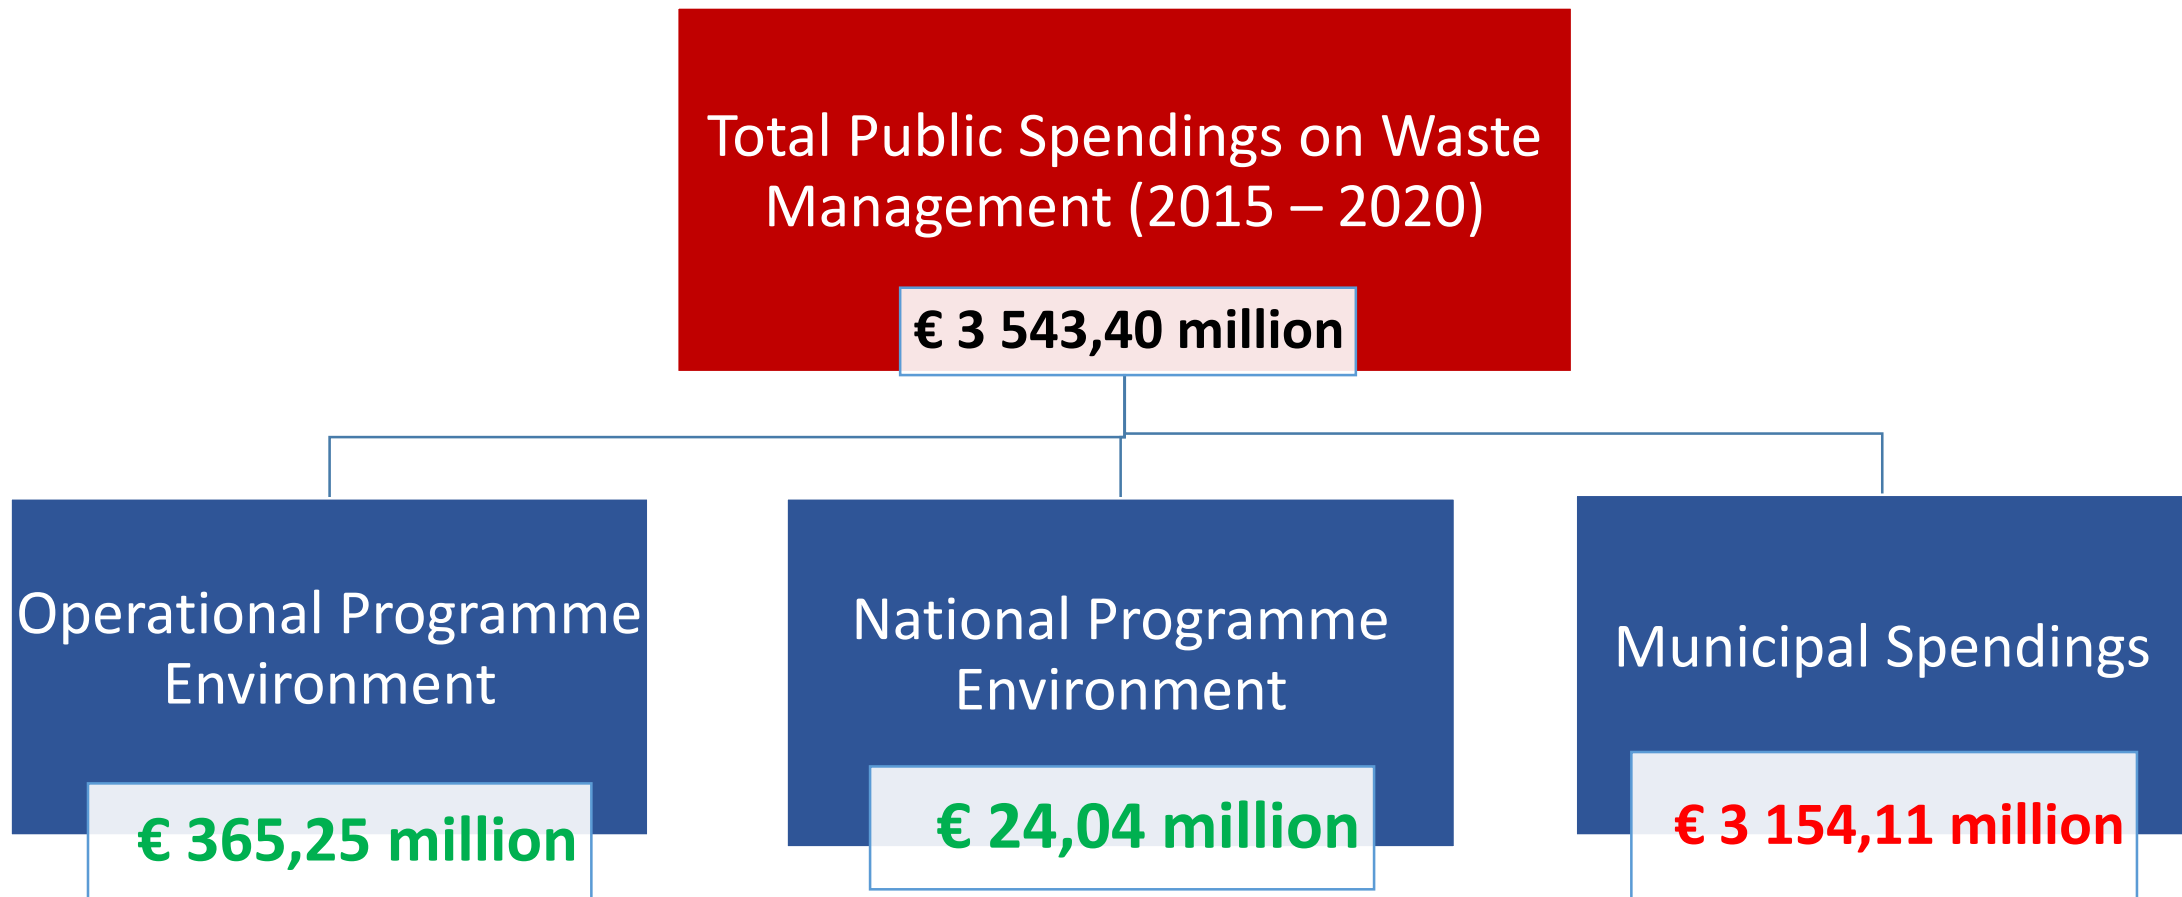 Total Public Spendings on Waste
Management (2015 – 2020)
€ 3 543,40 million
Operational Programme
Environment
€ 365,25 million
National Programme
Environment
€ 24,04 million
Municipal Spendings
€ 3 154,11 million